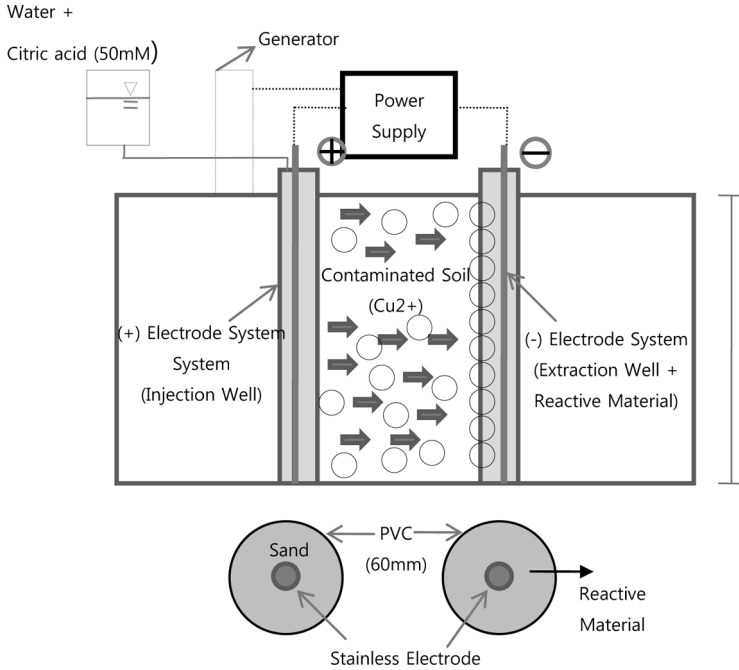 Water +
Citric acid (50mM)
Generator
Power
Supply
Contaminated Soil
(Cu2+)
(+) Electrode System
System
(Injection Well)
(-) Electrode System
(Extraction Well +
Reactive Material)
PVC
(60mm)
Sand
Reactive
Material
Stainless Electrode